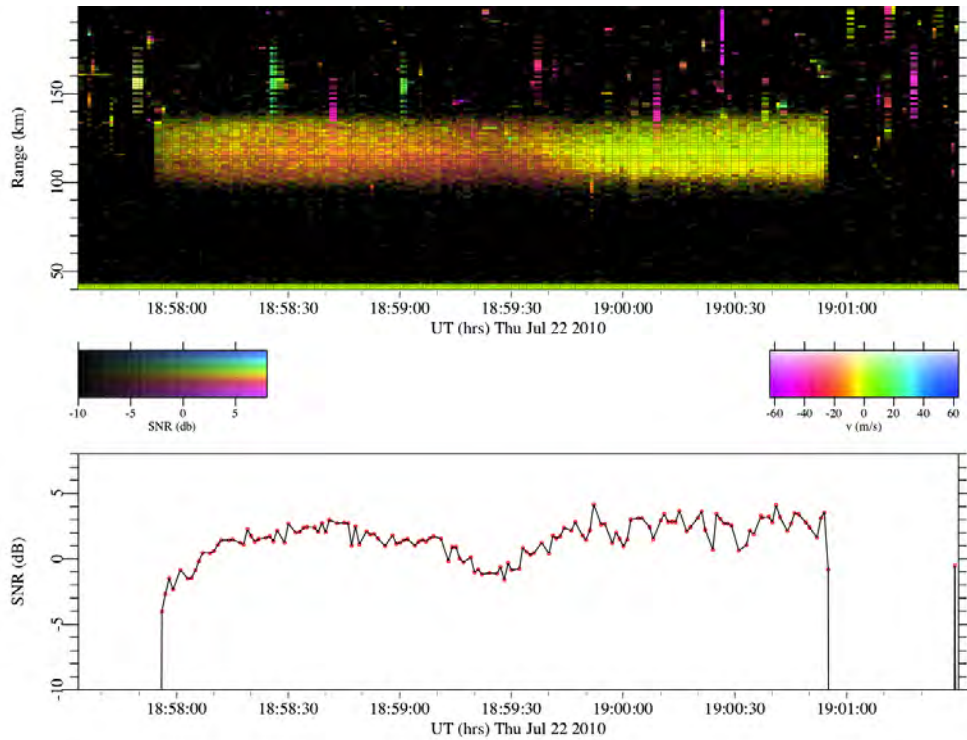 Range (km)
150
100
50
18:58:00 18:58:30 18:59:00 18:59:30 19:00:00 19:00:30 19:01:00
UT (hrs) Thu Jul 22 2010
-10 -5 0 5
SNR (db)
-60 -40 -20 0 20 40 60
v (m/s)
SNR (dB)
5
0
-5
-10
18:58:00 18:58:30 18:59:00 18:59:30 19:00:00 19:00:30 19:01:00
UT (hrs) Thu Jul 22 2010